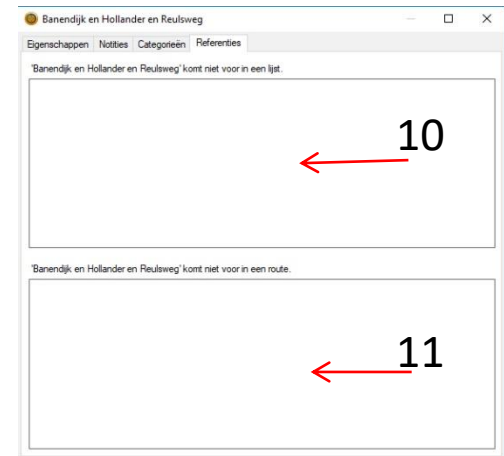 Banendijk en Hollander en Reulsweg
Eigenschappen Notities Categorieën Referenties
'Banendijk en Hollander en Reulsweg' komt niet voor in een lijst.
10
'Banendijk en Hollander en Reulsweg' komt niet voor in een route.
11